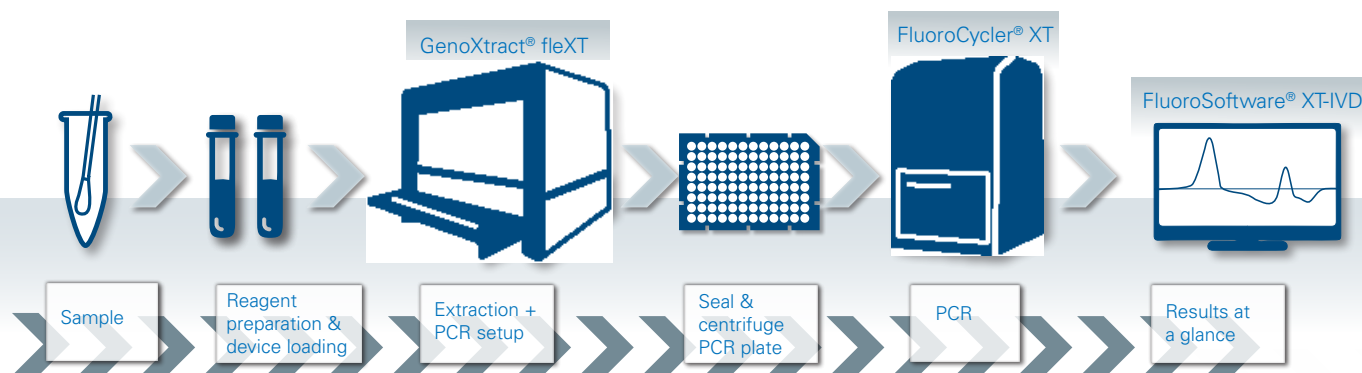 GenoXtract® fleXT
FluoroCycler® XT
FluoroSoftware® XT-IVD
Sample
Reagent
preparation &
device loading
Extraction +
PCR setup
Seal &
centrifuge
PCR plate
PCR
Results at
a glance